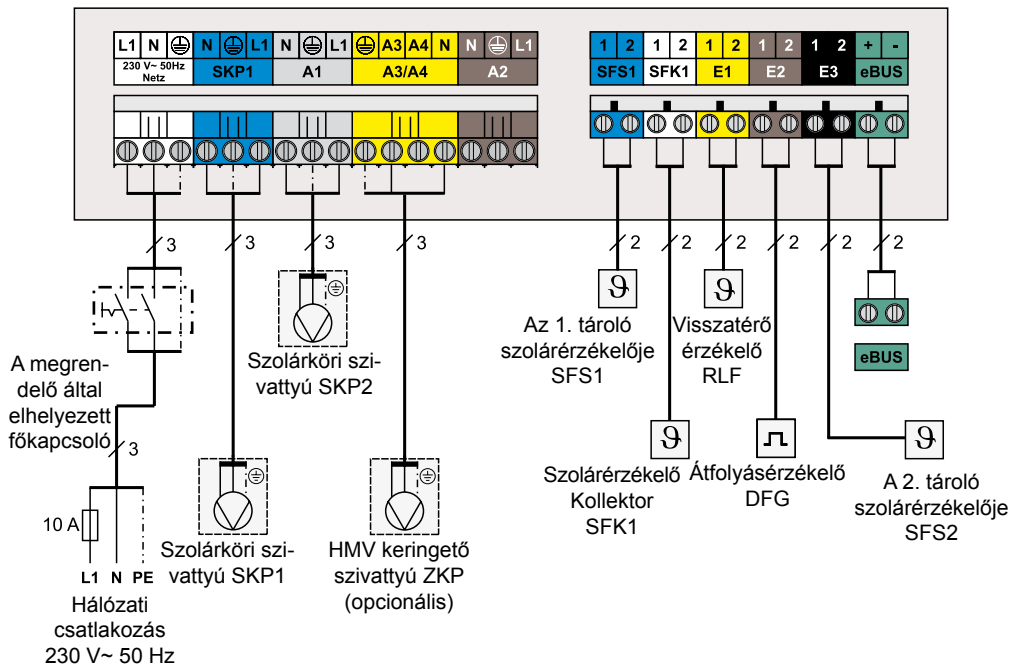 L1 N N L1 N L1 A3 A4 N N L1
230 V~ 50Hz
Netz
SKP1 A1 A3/A4 A2
1 2 1 2 1 2 1 2 1 2 + -
SFS1 SFK1 E1 E2 E3 eBUS
3 3 3 3 2 2 2 2 2 2
Az 1. tároló
szolárérzékelője
SFS1
Visszatérő
érzékelő
RLF
eBUS
Szolárköri szi-
vattyú SKP2
A megren-
delő által
elhelyezett
főkapcsoló
3
10 A
L1 N PE
Hálózati
csatlakozás
230 V~ 50 Hz
Szolárköri szi-
vattyú SKP1
HMV keringető
szivattyú ZKP
(opcionális)
Szolárérzékelő
Kollektor
SFK1
Átfolyásérzékelő
DFG
A 2. tároló
szolárérzékelője
SFS2
ϑ
ϑ
ϑ
ϑ